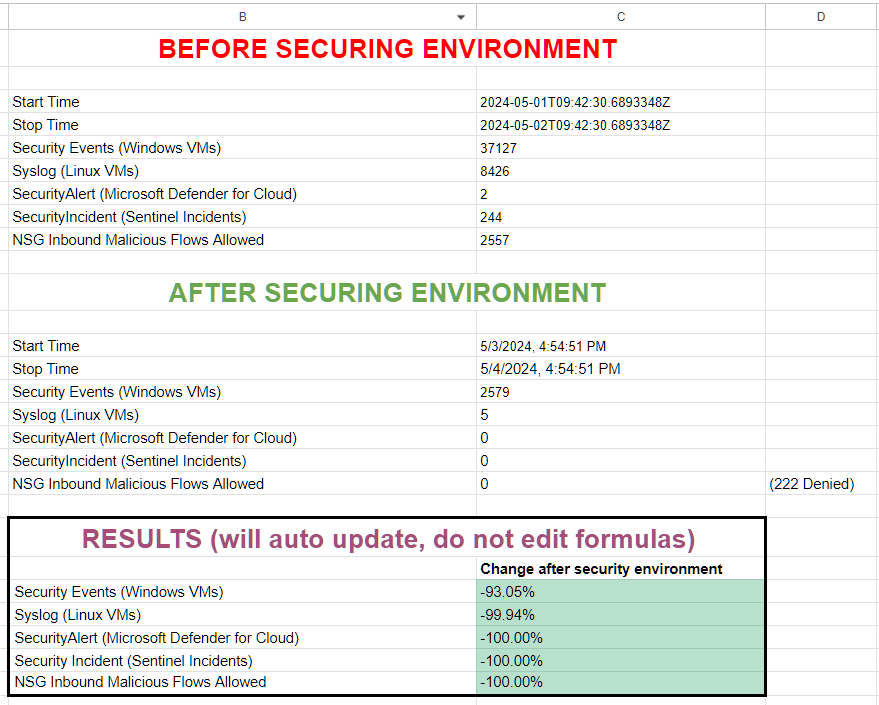 B C D
BEFORE SECURING ENVIRONMENT
Start Time 2024-05-01T09:42:30.6893348Z
Stop Time 2024-05-02T09:42:30.6893348Z
Security Events (Windows VMs) 37127
Syslog (Linux VMs) 8426
SecurityAlert (Microsoft Defender for Cloud) 2
SecurityIncident (Sentinel Incidents) 244
NSG Inbound Malicious Flows Allowed 2557
AFTER SECURING ENVIRONMENT
Start Time 5/3/2024, 4:54:51 PM
Stop Time 5/4/2024, 4:54:51 PM
Security Events (Windows VMs) 2579
Syslog (Linux VMs) 5
SecurityAlert (Microsoft Defender for Cloud) 0
SecurityIncident (Sentinel Incidents) 0
NSG Inbound Malicious Flows Allowed 0 (222 Denied)
RESULTS (will auto update, do not edit formulas)
Change after security environment
Security Events (Windows VMs) -93.05%
Syslog (Linux VMs) -99.94%
SecurityAlert (Microsoft Defender for Cloud) -100.00%
Security Incident (Sentinel Incidents) -100.00%
NSG Inbound Malicious Flows Allowed -100.00%